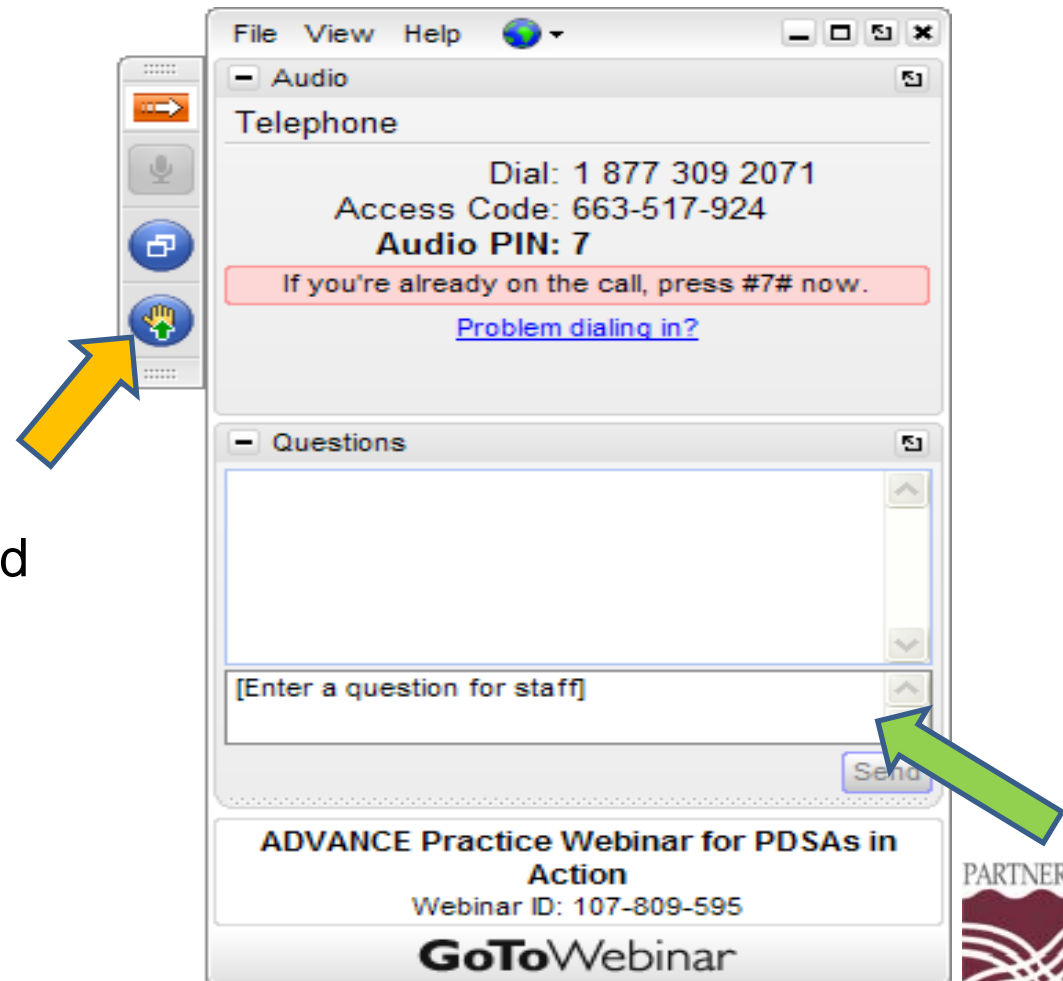 File View Help
Audio
Telephone
Dial: 1 877 309 2071
Access Code: 663-517-924
Audio PIN: 7
If you're already on the call, press #7# now.
Problem dialing in?
Questions
d
[Enter a question for staff]
Send
ADVANCE Practice Webinar for PDSAs in
Action
Webinar ID: 107-809-595
PARTNER
GoToWebinar